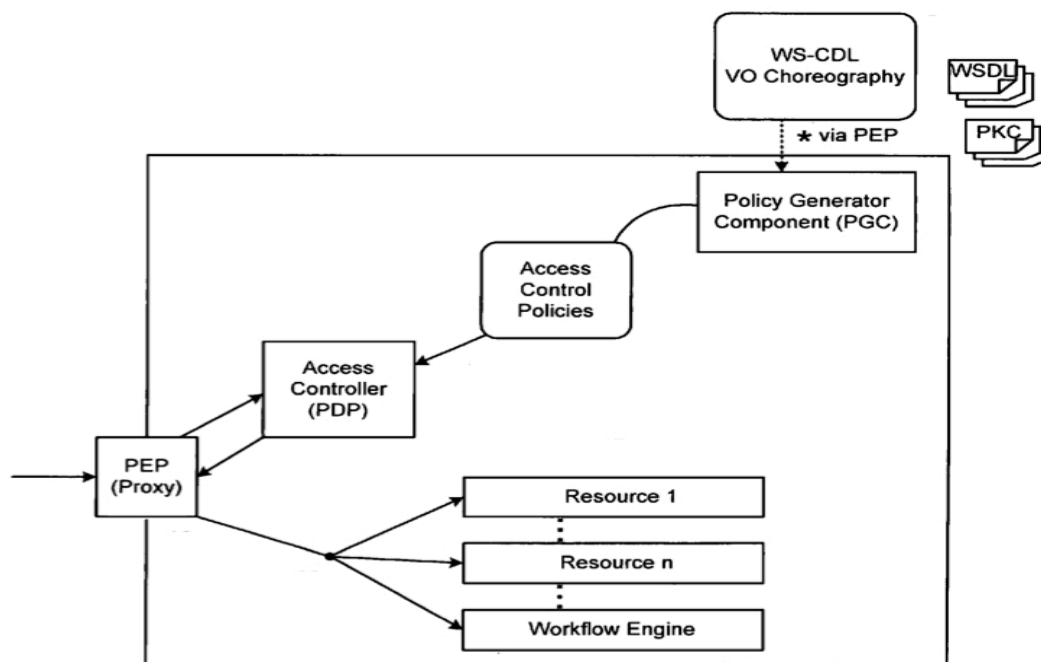 WS-CDL
VO Choreography
WSDL
* via PEP
PKC
Policy Generator
Component (PGC)
Access
Control
Policies
Access
Controller
(PDP)
PEP
(Proxy)
Resource 1
Resource n
Workflow Engine